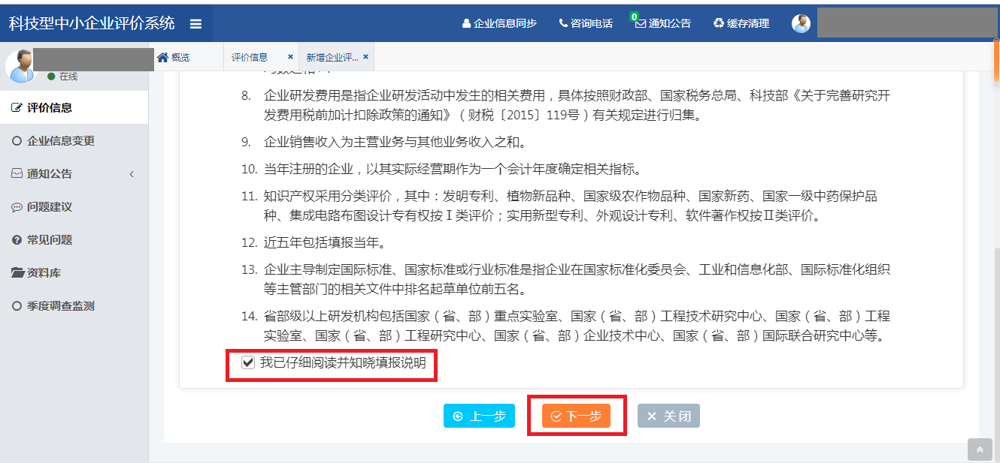 科技型中小企业评价系统
企业信息同步
咨询电话
0
通知公告
缓存清理
在线
概览
评价信息 ×
新增企业评... ×
评价信息
企业信息变更
通知公告
问题建议
常见问题
资料库
季度调查监测
8. 企业研发费用是指企业研发活动中发生的相关费用，具体按照财政部、国家税务总局、科技部《关于完善研究开
发费用税前加计扣除政策的通知》（财税〔2015〕119号）有关规定进行归集。
9. 企业销售收入为主营业务与其他业务收入之和。
10. 当年注册的企业，以其实际经营期作为一个会计年度确定相关指标。
11. 知识产权采用分类评价，其中：发明专利、植物新品种、国家级农作物品种、国家新药、国家一级中药保护品
种、集成电路布图设计专有权按Ⅰ类评价；实用新型专利、外观设计专利、软件著作权按Ⅱ类评价。
12. 近五年包括填报当年。
13. 企业主导制定国际标准、国家标准或行业标准是指企业在国家标准化委员会、工业和信息化部、国际标准化组织
等主管部门的相关文件中排名起草单位前五名。
14. 省部级以上研发机构包括国家（省、部）重点实验室、国家（省、部）工程技术研究中心、国家（省、部）工程
实验室、国家（省、部）工程研究中心、国家（省、部）企业技术中心、国家（省、部）国际联合研究中心等。
我已仔细阅读并知晓填报说明
上一步
下一步
关闭